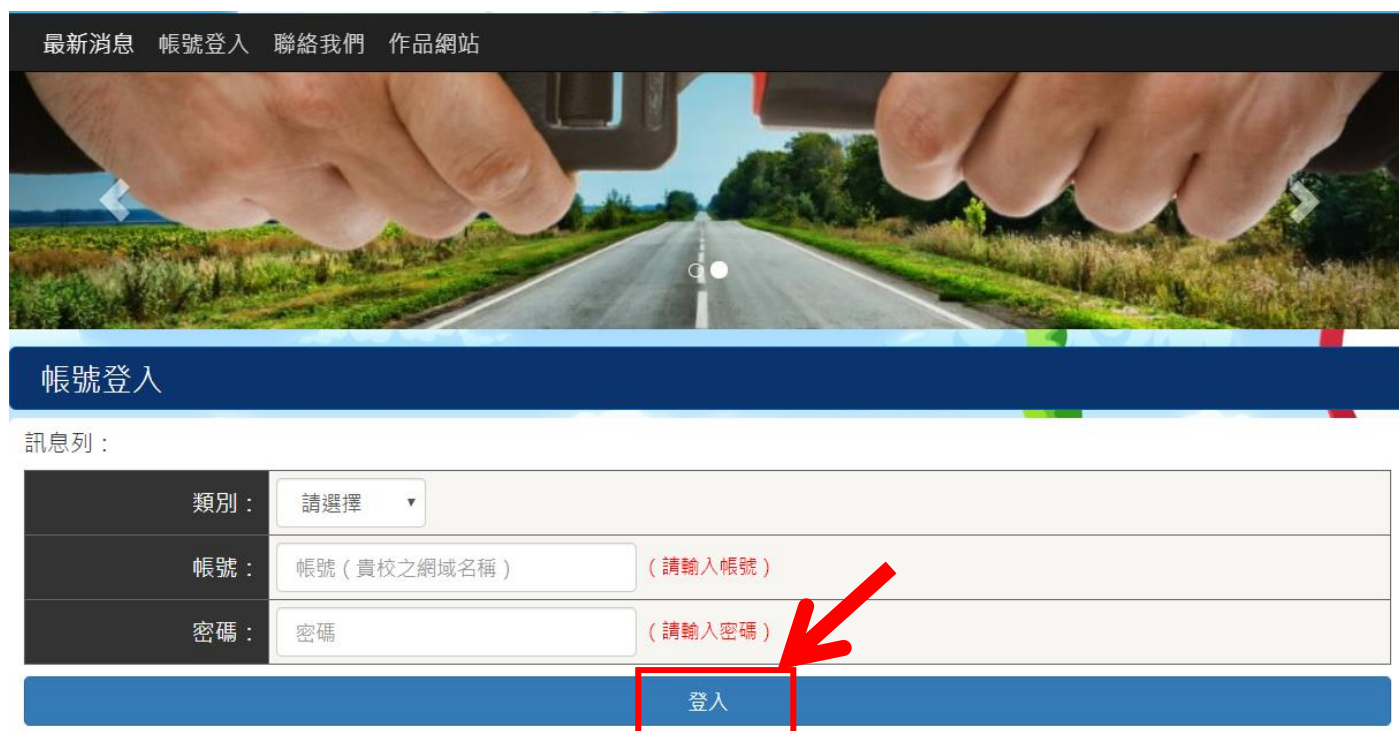 最新消息 帳號登入 聯絡我們 作品網站
帳號登入
訊息列：
類別： 請選擇
帳號： 帳號（貴校之網域名稱） （請輸入帳號）
密碼： 密碼 （請輸入密碼）
登入